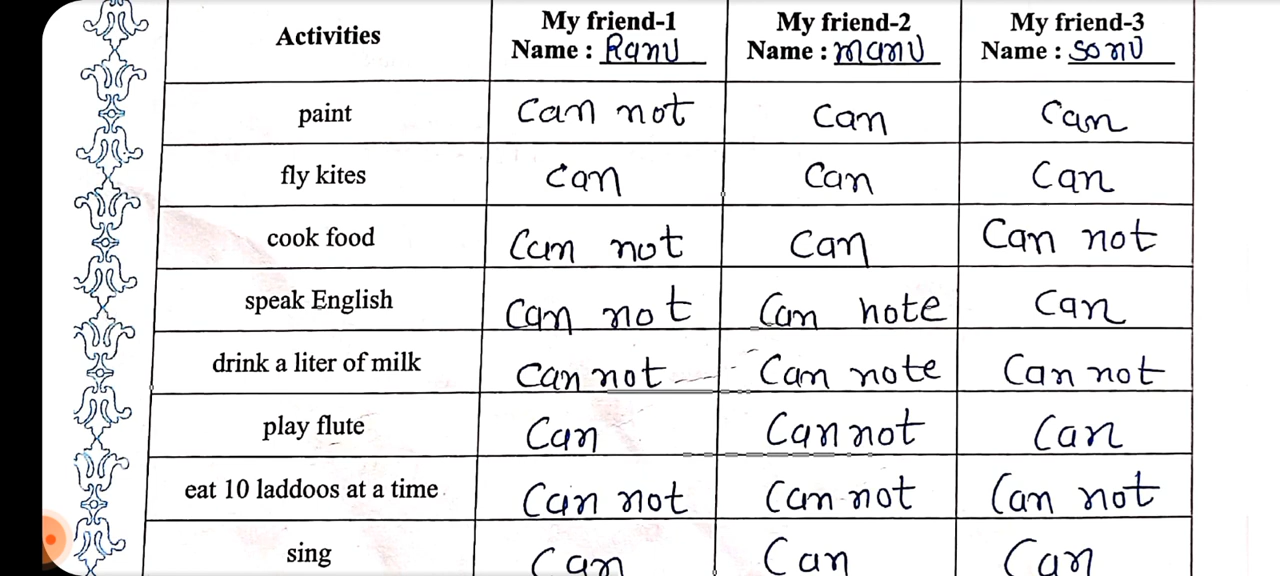 Activities My friend-1 My friend-2 My friend-3
Name : Ranu Name : manu Name : sonu
paint Can not Can Can
fly kites Can Can Can
cook food Can not Can Can not
speak English Can not Can note Can
drink a liter of milk Can not Can note Can not
play flute Can Can not Can
eat 10 laddoos at a time Can not Can not Can not
sing Can Can Can